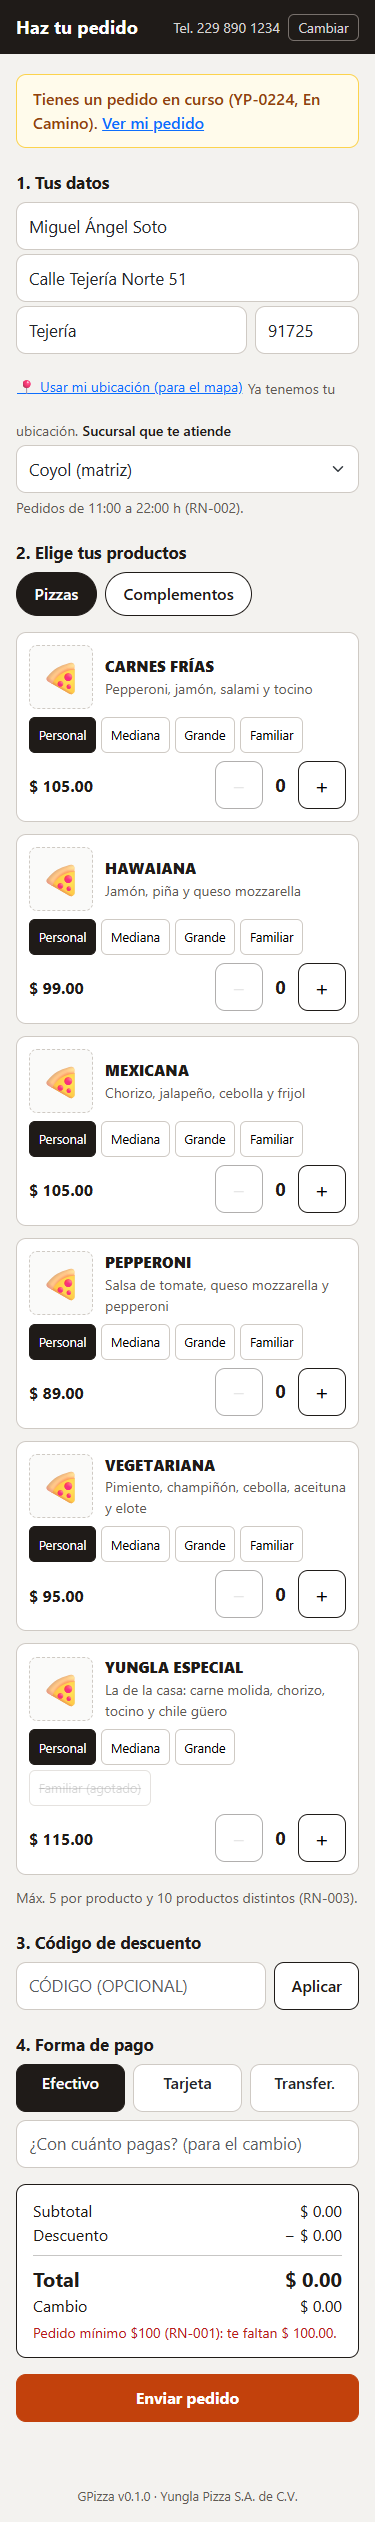 Haz tu pedido
Tel. 229 890 1234
Cambiar
Tienes un pedido en curso (YP-0224, En
Camino). Ver mi pedido
1. Tus datos
Miguel Ángel Soto
Calle Tejería Norte 51
Tejería
91725
Usar mi ubicación (para el mapa) Ya tenemos tu
ubicación. Sucursal que te atiende
Coyol (matriz)
Pedidos de 11:00 a 22:00 h (RN-002).
2. Elige tus productos
Pizzas
Complementos
CARNES FRÍAS
Pepperoni, jamón, salami y tocino
Personal
Mediana
Grande
Familiar
$ 105.00
−
0
+
HAWAIANA
Jamón, piña y queso mozzarella
Personal
Mediana
Grande
Familiar
$ 99.00
−
0
+
MEXICANA
Chorizo, jalapeño, cebolla y frijol
Personal
Mediana
Grande
Familiar
$ 105.00
−
0
+
PEPPERONI
Salsa de tomate, queso mozzarella y
pepperoni
Personal
Mediana
Grande
Familiar
$ 89.00
−
0
+
VEGETARIANA
Pimiento, champiñón, cebolla, aceituna
y elote
Personal
Mediana
Grande
Familiar
$ 95.00
−
0
+
YUNGLA ESPECIAL
La de la casa: carne molida, chorizo,
tocino y chile güero
Personal
Mediana
Grande
Familiar (agotado)
$ 115.00
−
0
+
Máx. 5 por producto y 10 productos distintos (RN-003).
3. Código de descuento
CÓDIGO (OPCIONAL)
Aplicar
4. Forma de pago
Efectivo
Tarjeta
Transfer.
¿Con cuánto pagas? (para el cambio)
Subtotal
$ 0.00
Descuento
− $ 0.00
Total
$ 0.00
Cambio
$ 0.00
Pedido mínimo $100 (RN-001): te faltan $ 100.00.
Enviar pedido
GPizza v0.1.0 · Yungla Pizza S.A. de C.V.